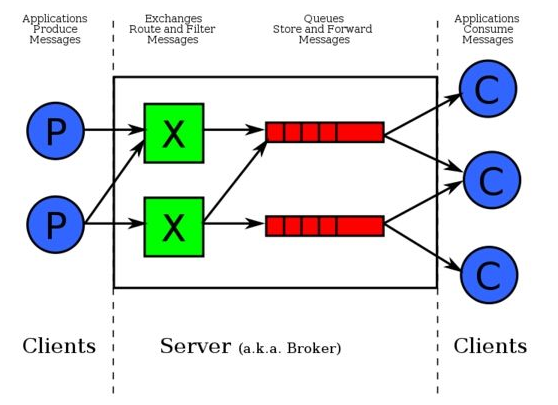 Applications
Produce
Messages
Exchanges
Route and Filter
Messages
Queues
Store and Forward
Messages
Applications
Consume
Messages
P
X
C
P
X
C
C
Clients
Server (a.k.a. Broker)
Clients